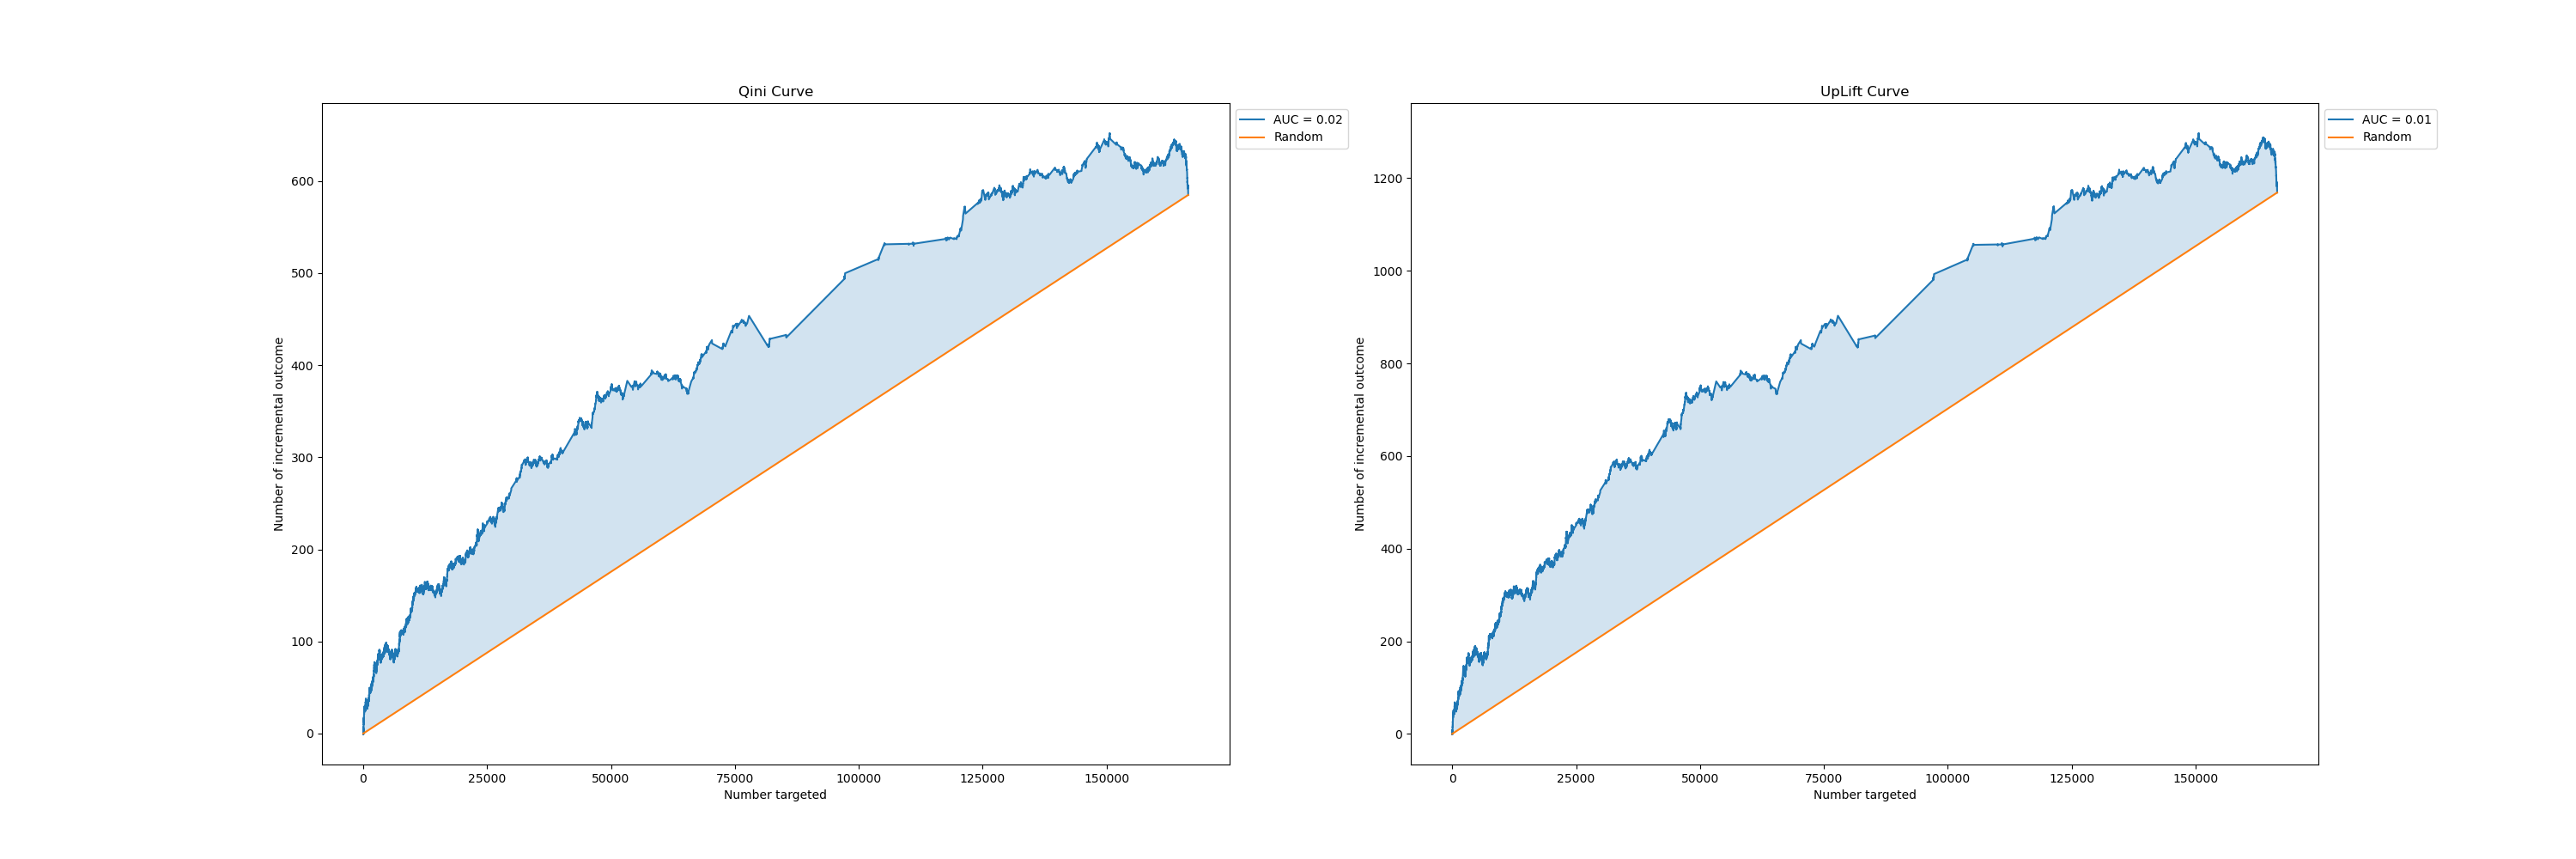 Qini Curve
Number of incremental outcome
600
500
400
300
200
100
0
0 25000 50000 75000 100000 125000 150000
Number targeted
AUC = 0.02
Random
UpLift Curve
Number of incremental outcome
1200
1000
800
600
400
200
0
0 25000 50000 75000 100000 125000 150000
Number targeted
AUC = 0.01
Random